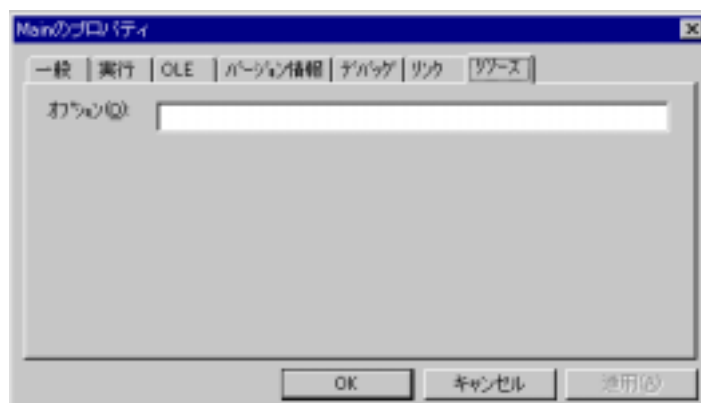 Mainのプロパティ
一般 実行 OLE バージョン情報 デバッグ リンク リソース
オプション(O):
OK キャンセル 適用(A)